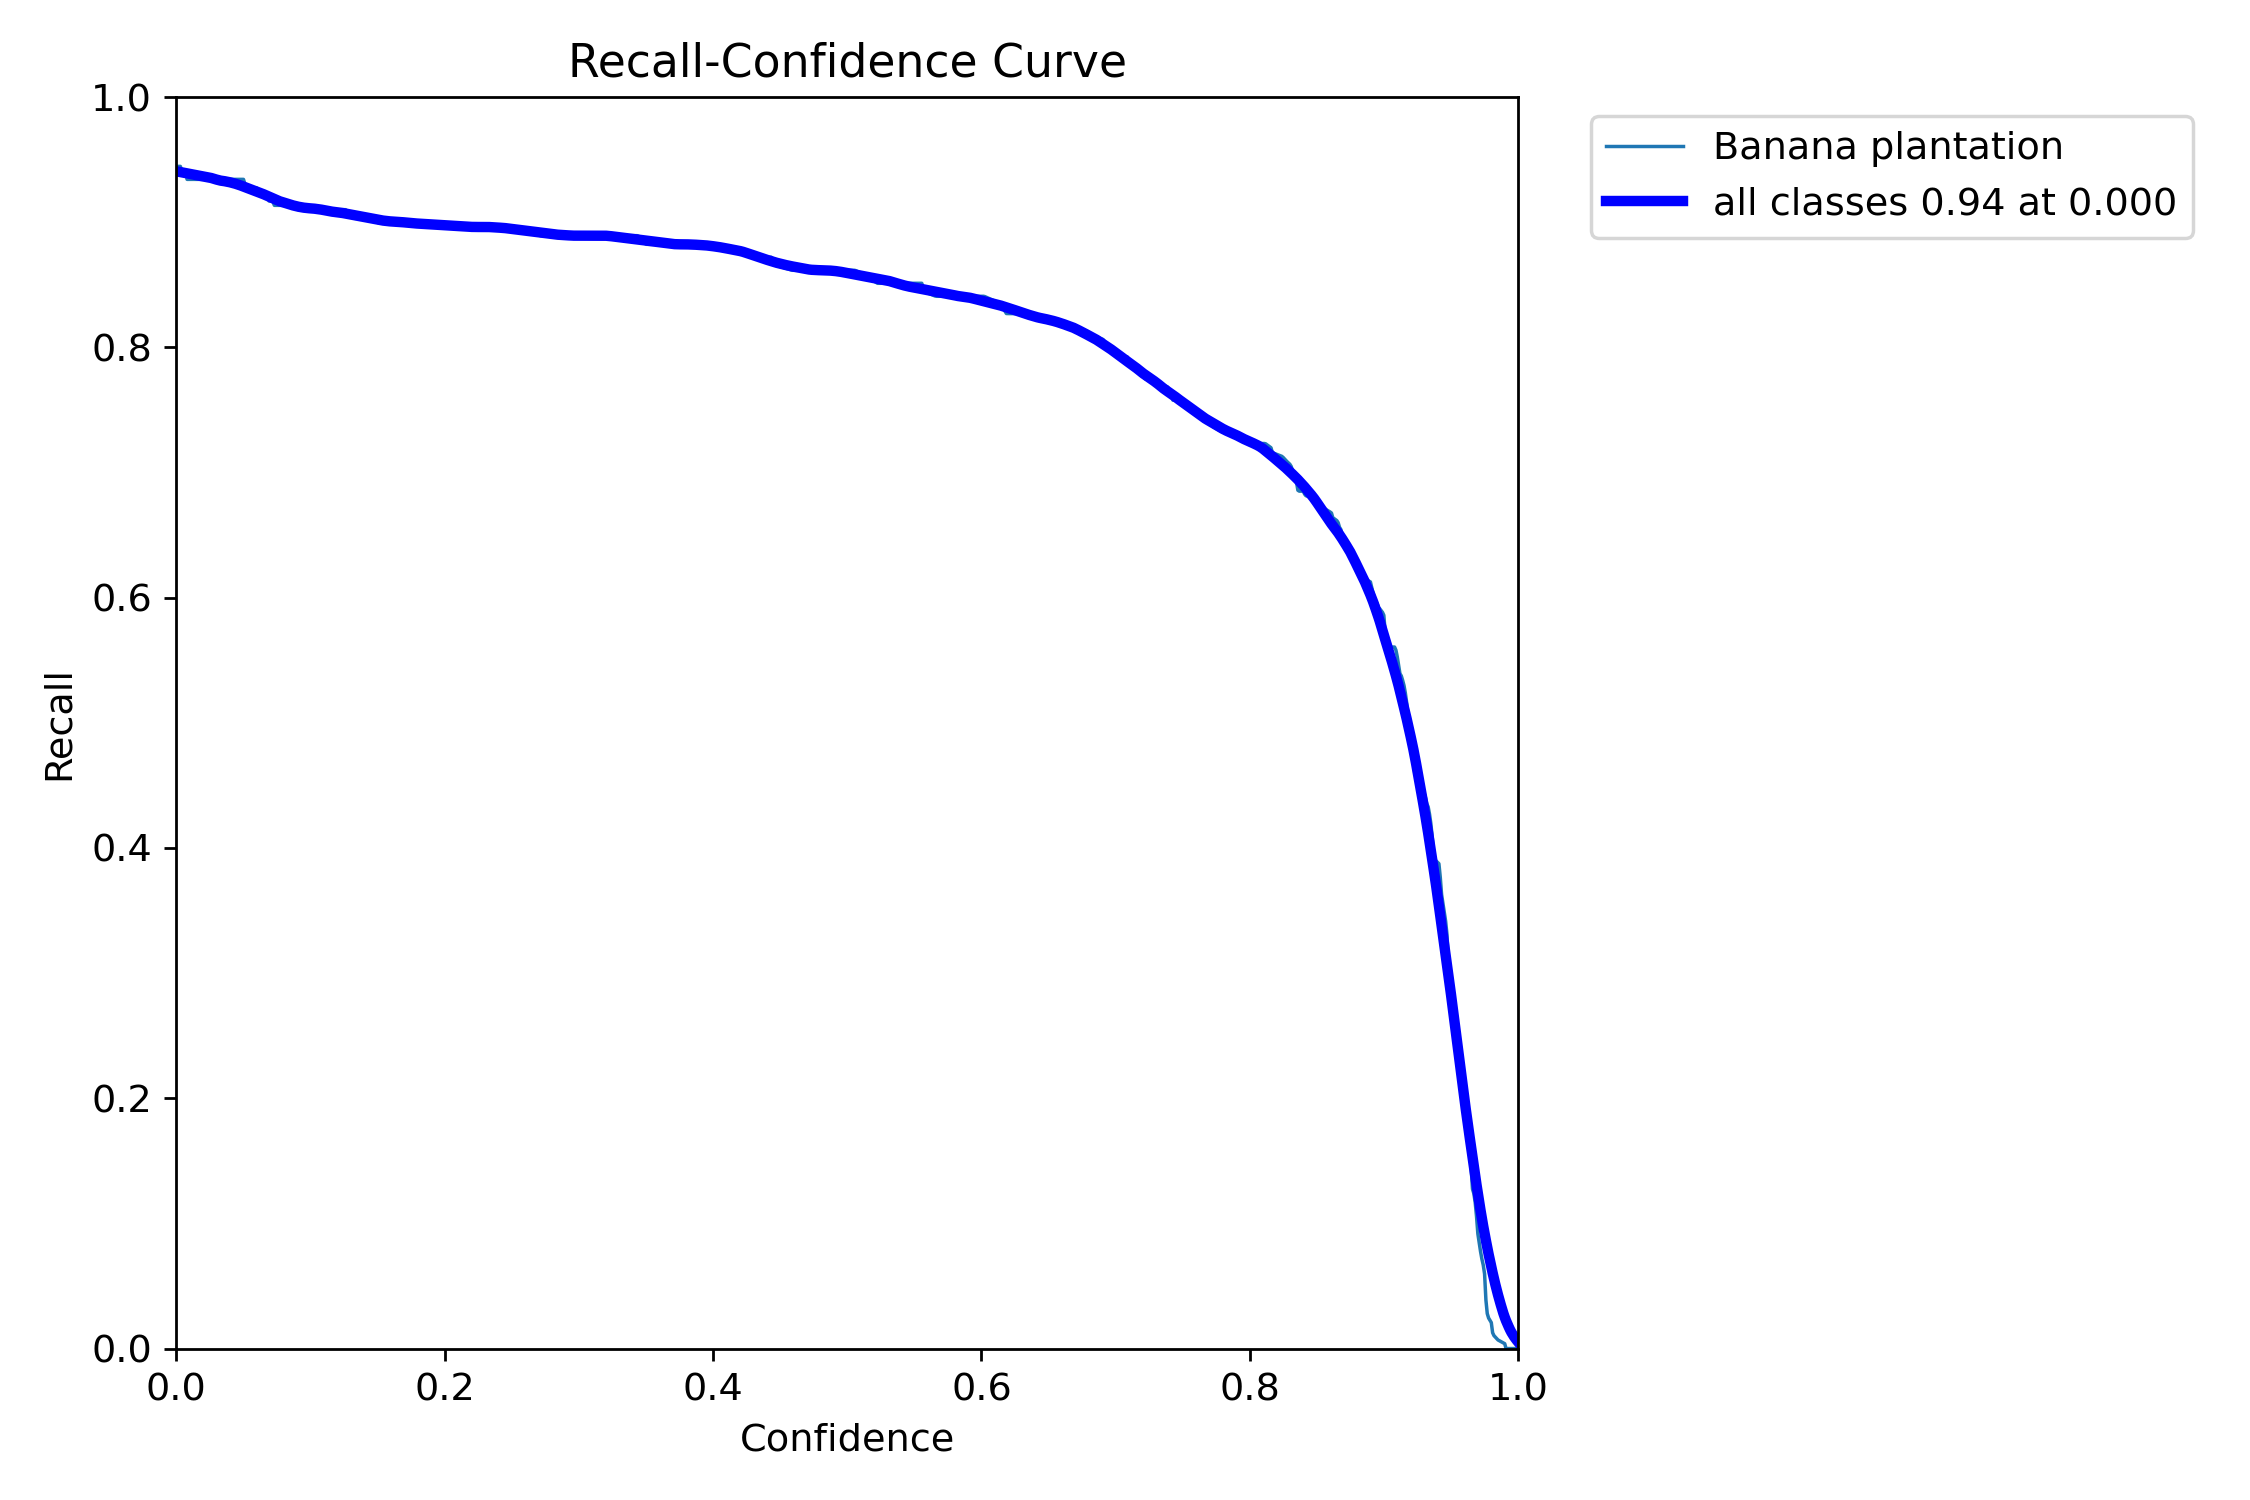 Recall-Confidence Curve
1.0
0.8
0.6
0.4
0.2
0.0
Recall
0.0 0.2 0.4 0.6 0.8 1.0
Confidence
Banana plantation
all classes 0.94 at 0.000